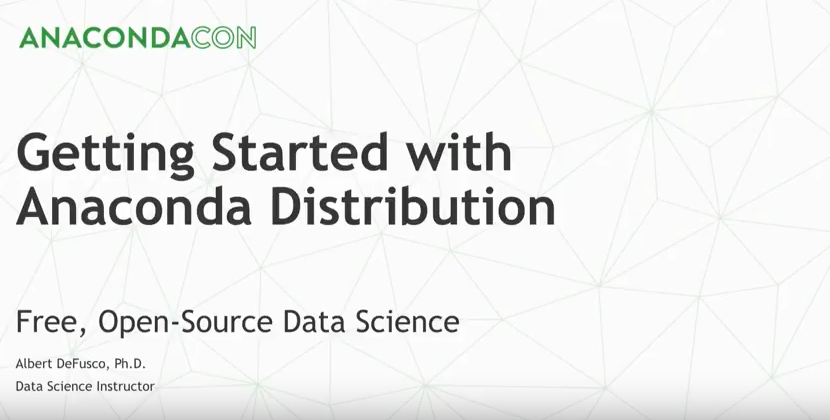 ANACONDACON
Getting Started with
Anaconda Distribution
Free, Open-Source Data Science
Albert DeFusco, Ph.D.
Data Science Instructor